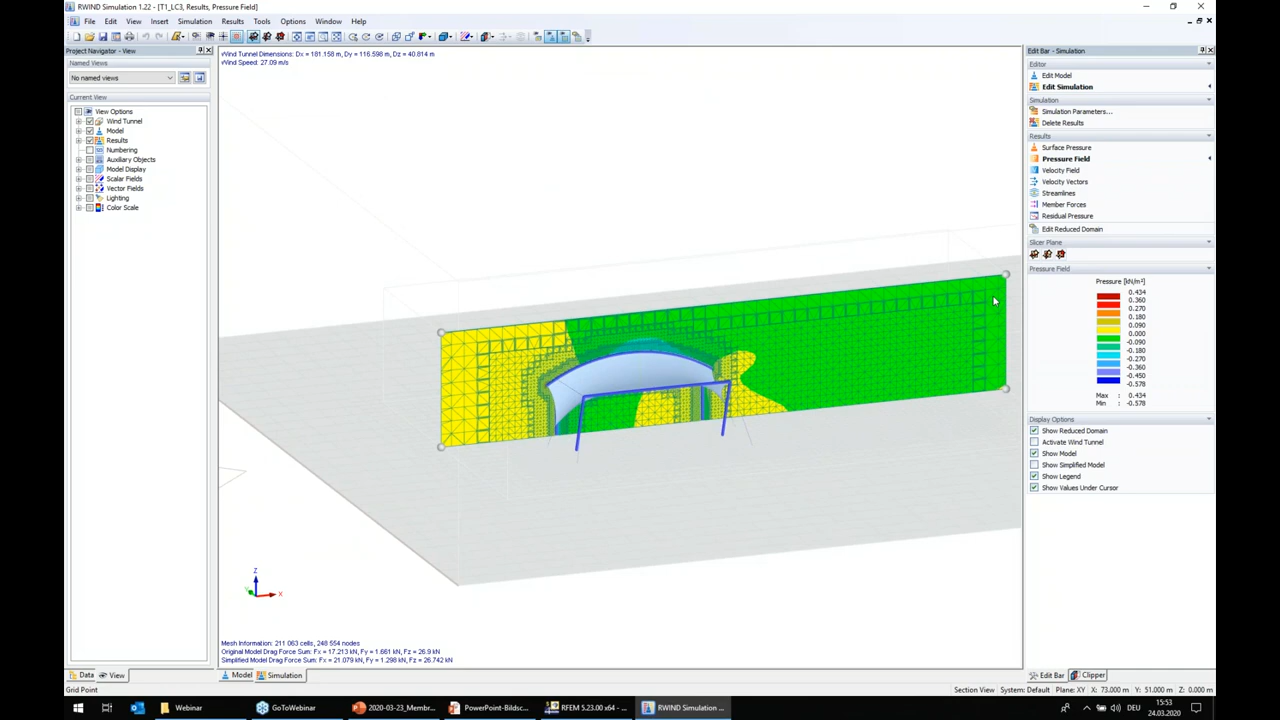 RWIND Simulation 1.22 - [T1_LC3, Results, Pressure Field]
File Edit View Insert Simulation Results Tools Options Window Help
Project Navigator - View
Named Views
No named views
Current View
View Options
Wind Tunnel
Model
Results
Numbering
Auxiliary Objects
Model Display
Scalar Fields
Vector Fields
Lighting
Color Scale
Data View
Wind Tunnel Dimensions: Dx = 181.158 m, Dy = 116.598 m, Dz = 40.814 m
Wind Speed: 27.09 m/s
Z
Y
X
Mesh Information: 211 063 cells, 248 554 nodes
Original Model Drag Force Sum: Fx = 17.213 kN, Fy = 1.661 kN, Fz = 26.9 kN
Simplified Model Drag Force Sum: Fx = 21.079 kN, Fy = 1.298 kN, Fz = 26.742 kN
Model Simulation
Edit Bar - Simulation
Editor
Edit Model
Edit Simulation
Simulation
Simulation Parameters...
Delete Results
Results
Surface Pressure
Pressure Field
Velocity Field
Velocity Vectors
Streamlines
Member Forces
Residual Pressure
Edit Reduced Domain
Slicer Plane
Pressure Field
Pressure [kN/m²]
0.434
0.360
0.270
0.180
0.090
0.000
-0.090
-0.180
-0.270
-0.360
-0.450
-0.578
Max : 0.434
Min : -0.578
Display Options
Show Reduced Domain
Activate Wind Tunnel
Show Model
Show Simplified Model
Show Legend
Show Values Under Cursor
Edit Bar Clipper
Grid Point
Section View System: Default Plane: XY X: 73.000 m Y: 51.000 m Z: 0.000 m
Webinar
GoToWebinar
2020-03-23_Membr...
PowerPoint-Bildsc...
RFEM 5.23.00 x64 - ...
RWIND Simulation ...
DEU
15:53
24.03.2020